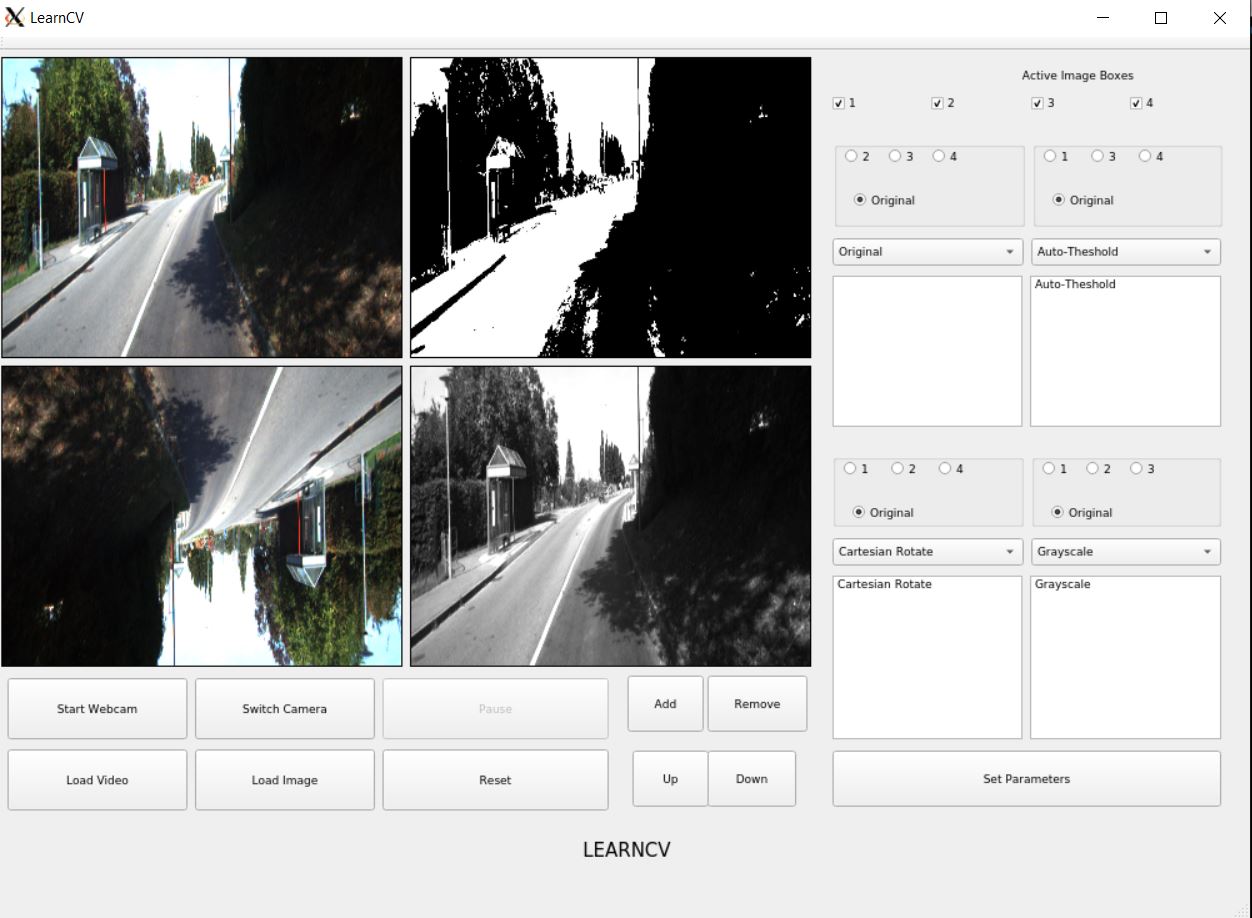 LearnCV
Active Image Boxes
1 2 3 4
2 3 4
Original
1 3 4
Original
Original
Auto-Theshold
Auto-Theshold
1 2 4
Original
1 2 3
Original
Cartesian Rotate
Grayscale
Cartesian Rotate
Grayscale
Start Webcam
Switch Camera
Pause
Add
Remove
Load Video
Load Image
Reset
Up
Down
Set Parameters
LEARNCV